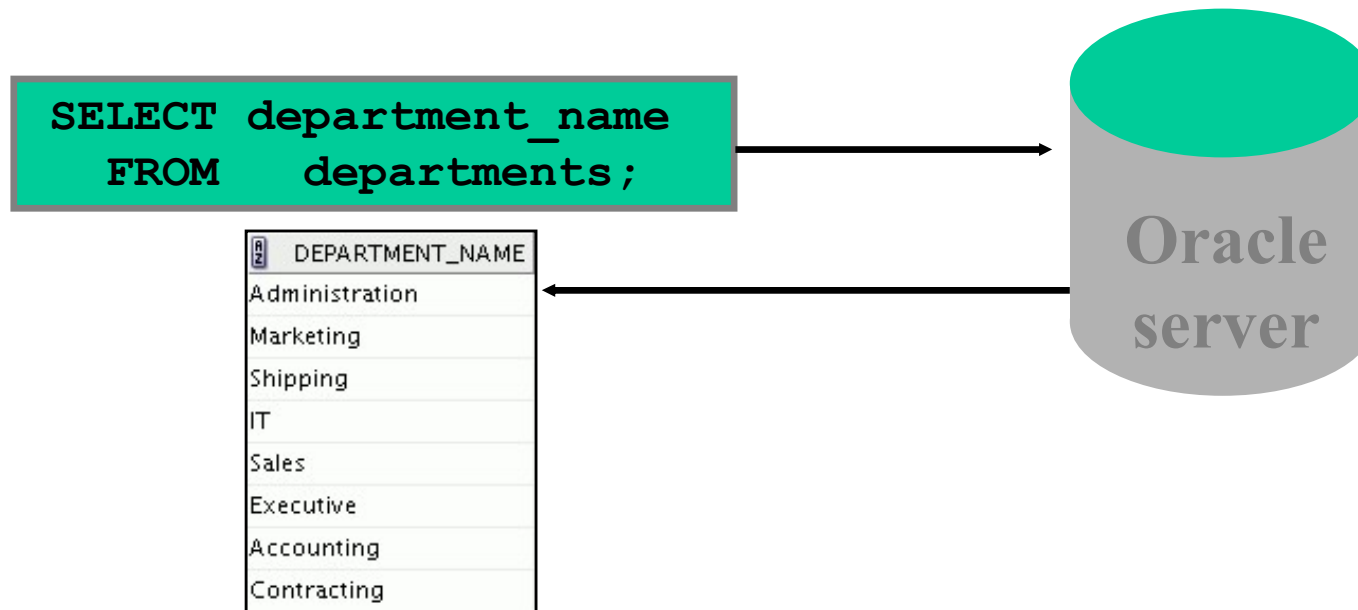 SELECT department_name
FROM departments;
DEPARTMENT_NAME
Administration
Marketing
Shipping
IT
Sales
Executive
Accounting
Contracting
Oracle
server